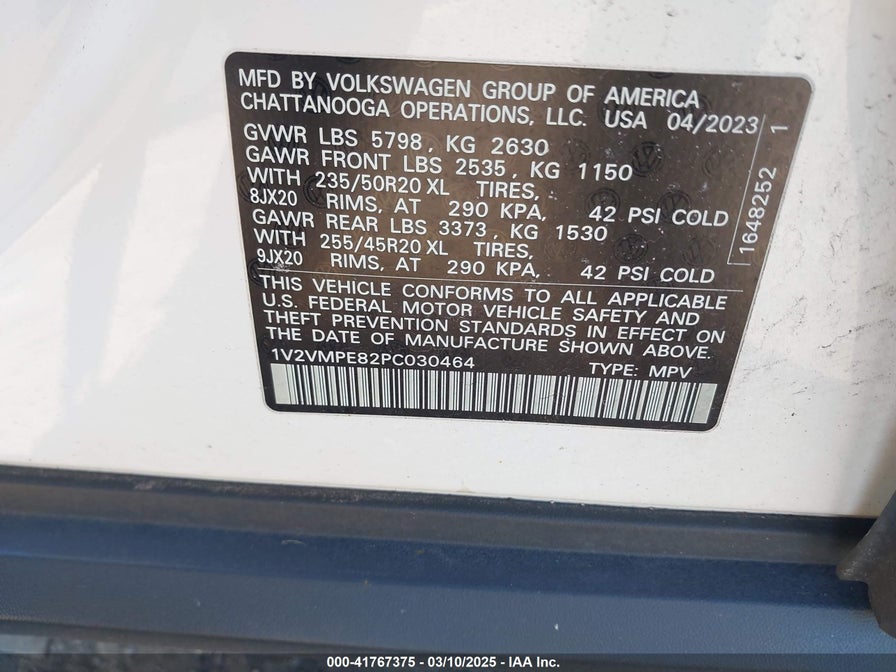 MFD BY VOLKSWAGEN GROUP OF AMERICA
CHATTANOOGA OPERATIONS, LLC. USA 04/2023
GVWR LBS 5798, KG 2630
GAWR FRONT LBS 2535, KG 1150
WITH 235/50R20 XL TIRES,
8JX20 RIMS, AT 290 KPA, 42 PSI COLD
GAWR REAR LBS 3373, KG 1530
WITH 255/45R20 XL TIRES,
9JX20 RIMS, AT 290 KPA, 42 PSI COLD
1648252 1
THIS VEHICLE CONFORMS TO ALL APPLICABLE
U.S. FEDERAL MOTOR VEHICLE SAFETY AND
THEFT PREVENTION STANDARDS IN EFFECT ON
THE DATE OF MANUFACTURE SHOWN ABOVE.
1V2VMPE82PC030464 TYPE: MPV
000-41767375 - 03/10/2025 - IAA Inc.